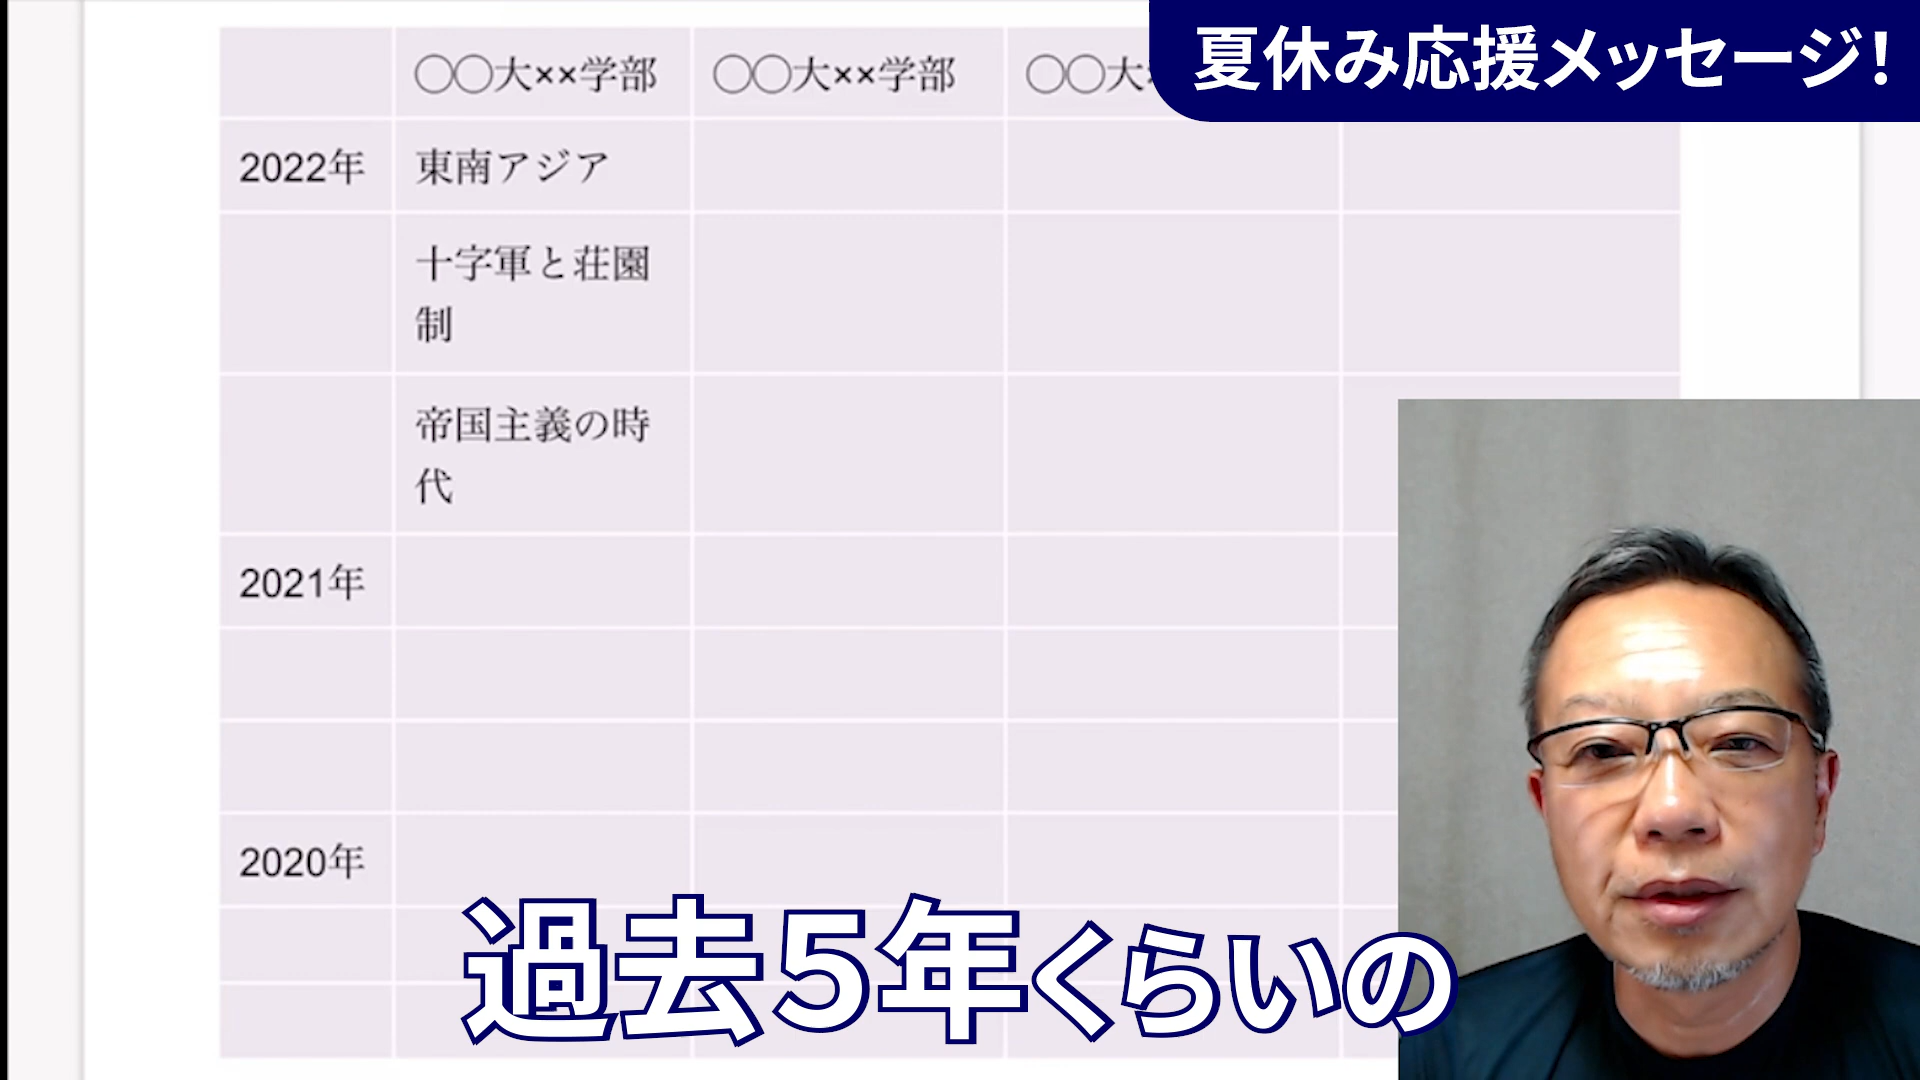 夏休み応援メッセージ!
〇〇大××学部 〇〇大××学部 〇〇大
2022年 東南アジア
十字軍と荘園
制
帝国主義の時
代
2021年
2020年
過去5年くらいの